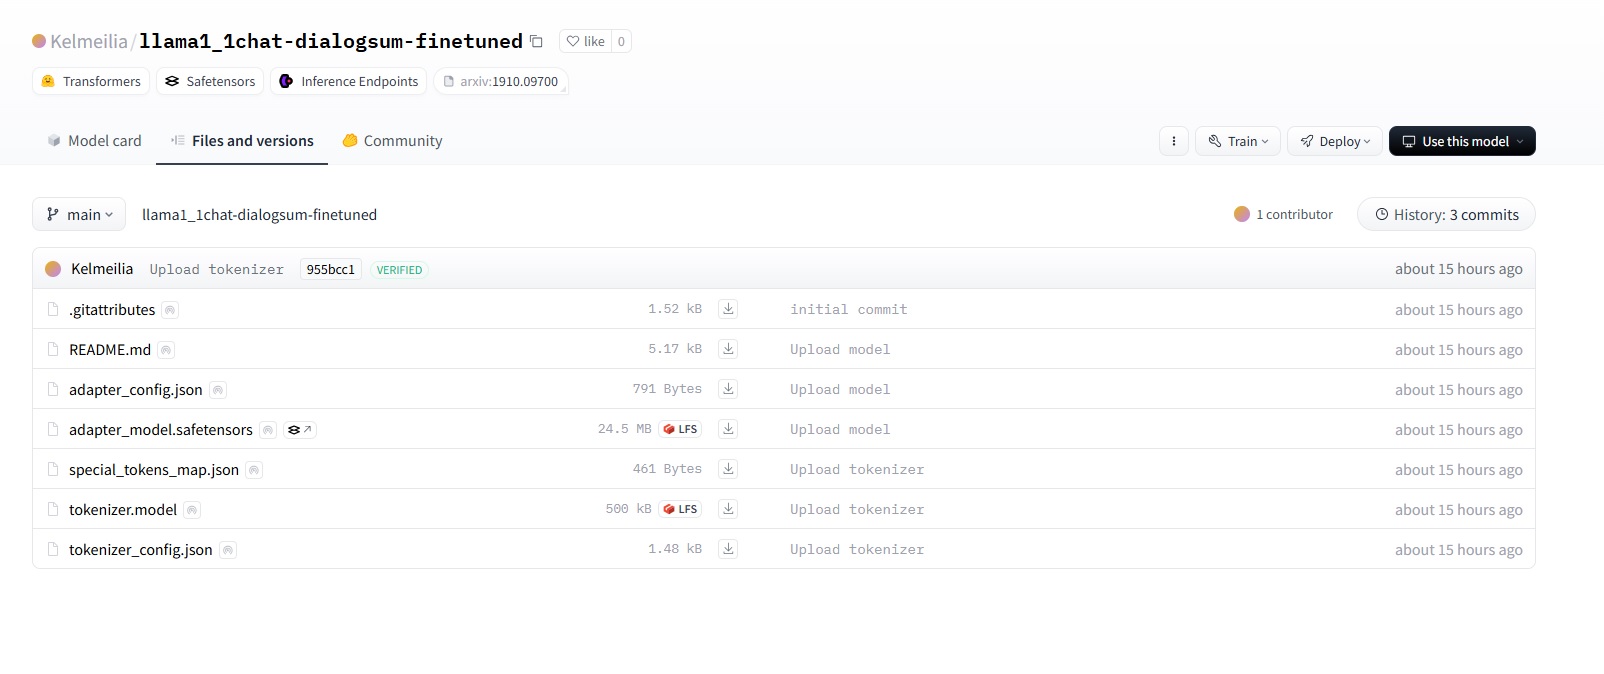 Kelmeilia/llama1_1chat-dialogsum-finetuned like 0
Transformers Safetensors Inference Endpoints arxiv:1910.09700
Model card Files and versions Community Train Deploy Use this model
main llama1_1chat-dialogsum-finetuned 1 contributor History: 3 commits
Kelmeilia Upload tokenizer 955bcc1 VERIFIED about 15 hours ago
.gitattributes 1.52 kB initial commit about 15 hours ago
README.md 5.17 kB Upload model about 15 hours ago
adapter_config.json 791 Bytes Upload model about 15 hours ago
adapter_model.safetensors 24.5 MB LFS Upload model about 15 hours ago
special_tokens_map.json 461 Bytes Upload tokenizer about 15 hours ago
tokenizer.model 500 kB LFS Upload tokenizer about 15 hours ago
tokenizer_config.json 1.48 kB Upload tokenizer about 15 hours ago